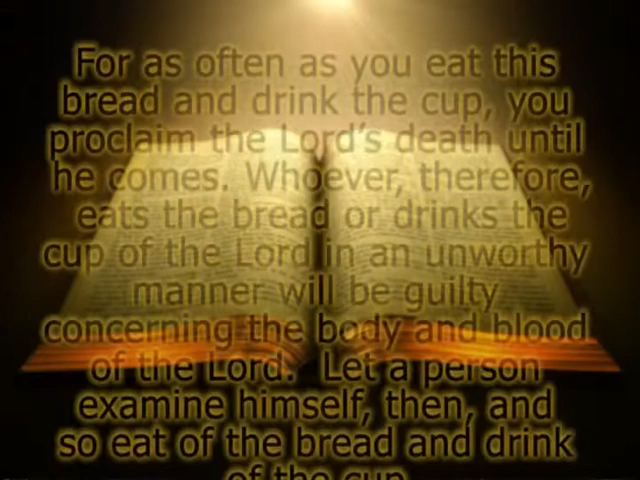 For as often as you eat this
bread and drink the cup, you
proclaim the Lord's death until
he comes. Whoever, therefore,
eats the bread or drinks the
cup of the Lord in an unworthy
manner will be guilty
concerning the body and blood
of the Lord. Let a person
examine himself, then, and
so eat of the bread and drink
of the cup